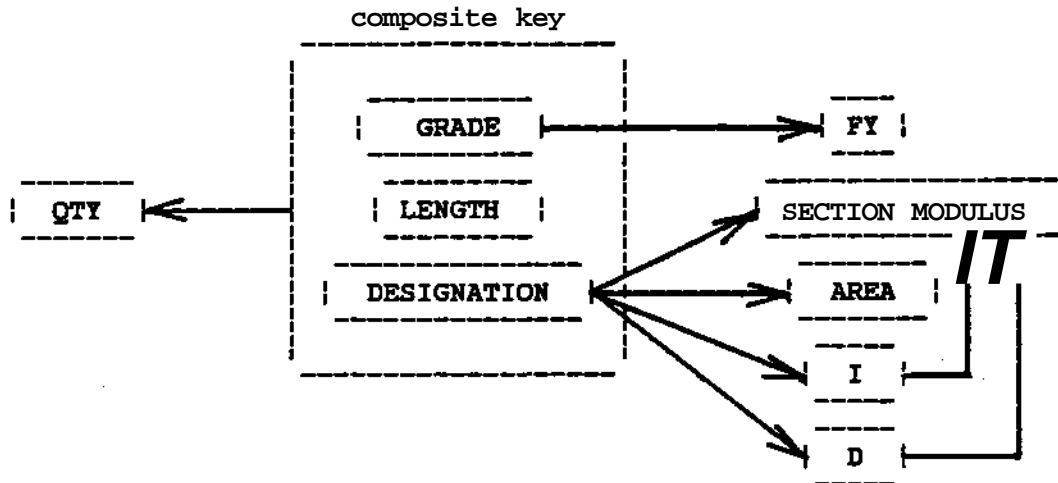 composite key
GRADE
FY
QTY
LENGTH
SECTION MODULUS
IT
DESIGNATION
AREA
I
D